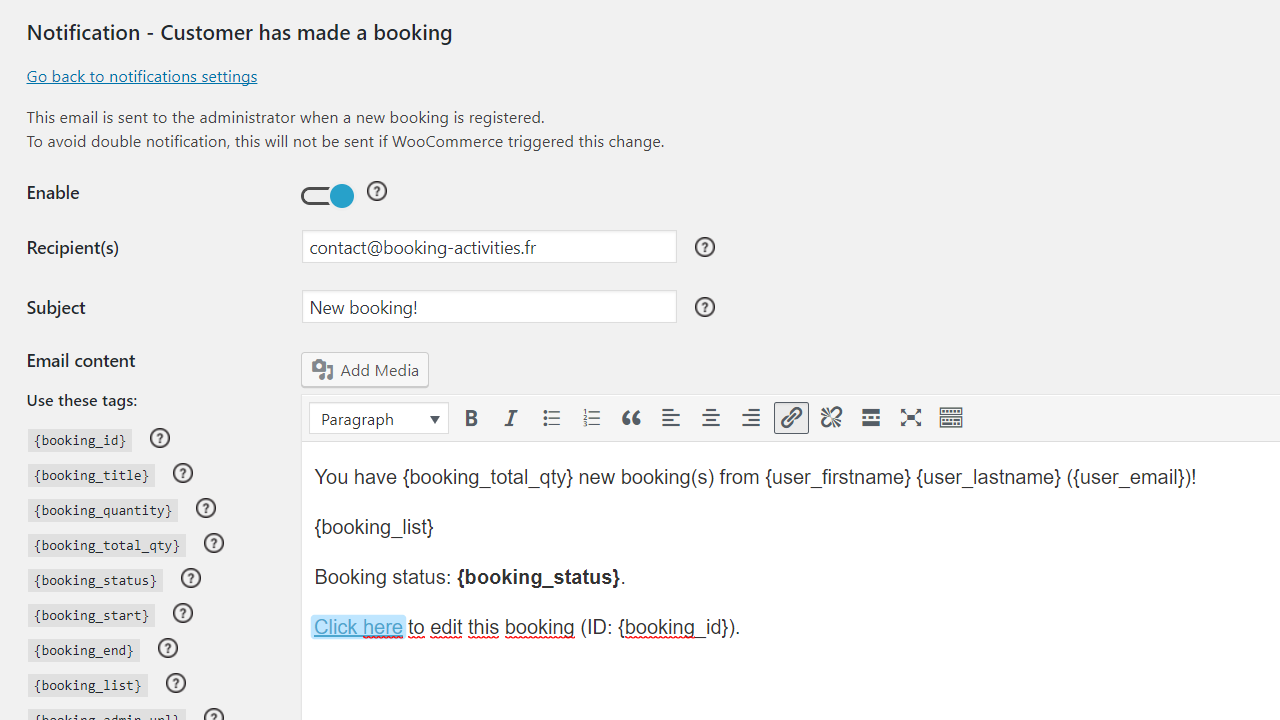 Notification - Customer has made a booking
Go back to notifications settings
This email is sent to the administrator when a new booking is registered.
To avoid double notification, this will not be sent if WooCommerce triggered this change.
Enable
Recipient(s) contact@booking-activities.fr
Subject New booking!
Email content
Add Media
Use these tags:
Paragraph
{booking_id}
{booking_title}
{booking_quantity}
{booking_total_qty}
{booking_status}
{booking_start}
{booking_end}
{booking_list}
{booking_admin_url}
You have {booking_total_qty} new booking(s) from {user_firstname} {user_lastname} ({user_email})!
{booking_list}
Booking status: {booking_status}.
Click here to edit this booking (ID: {booking_id}).